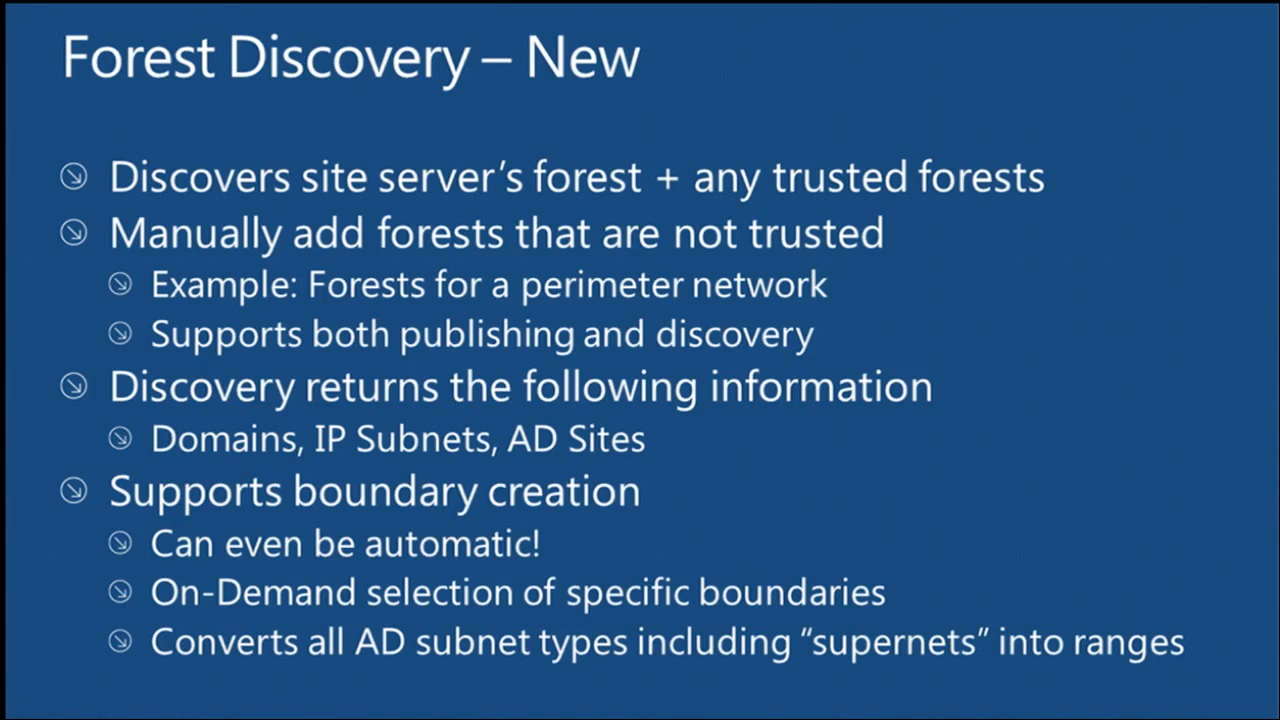 Forest Discovery – New
Discovers site server’s forest + any trusted forests
Manually add forests that are not trusted
Example: Forests for a perimeter network
Supports both publishing and discovery
Discovery returns the following information
Domains, IP Subnets, AD Sites
Supports boundary creation
Can even be automatic!
On-Demand selection of specific boundaries
Converts all AD subnet types including “supernets” into ranges